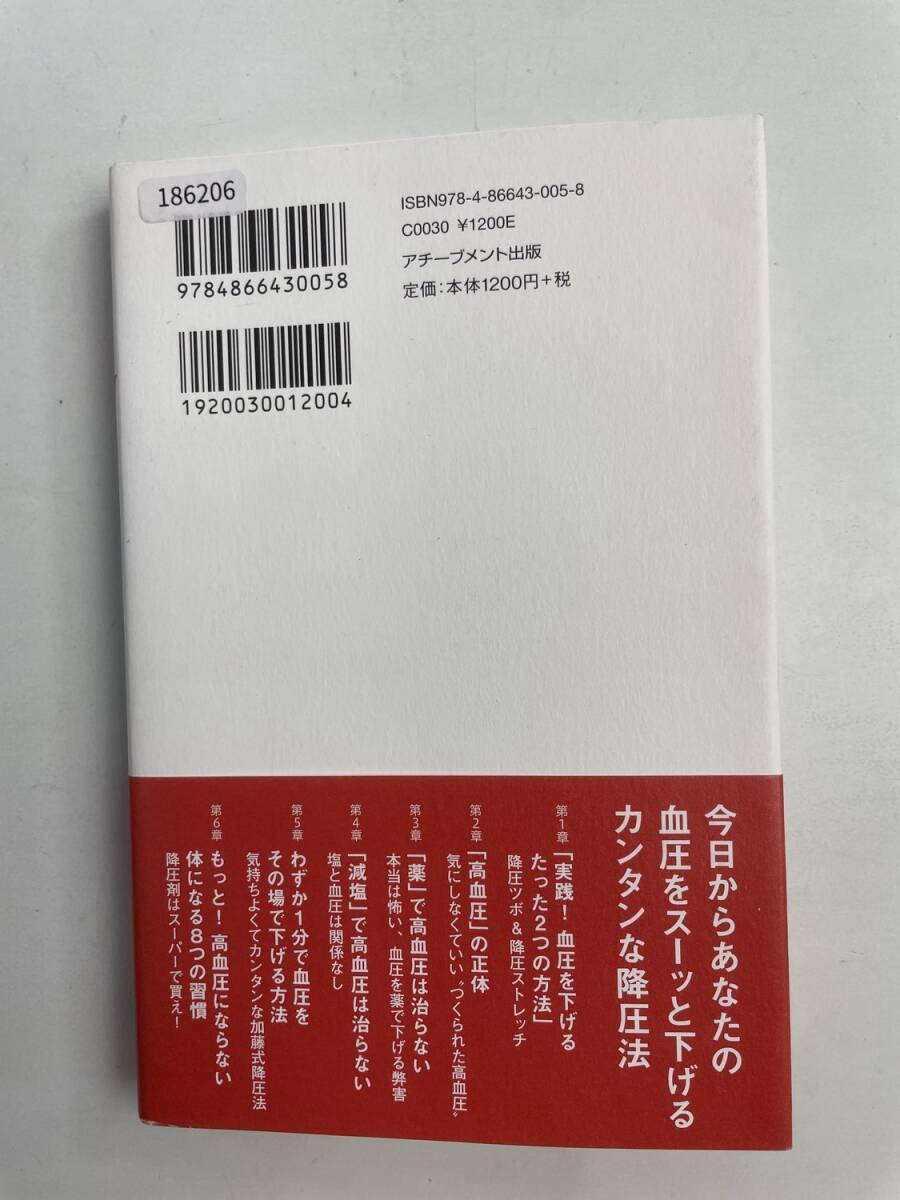 186206
9784866430058
1920030012004
ISBN978-4-86643-005-8
C0030 ¥1200E
アチーブメント出版
定価:本体1200円+税
今日からあなたの
血圧をスーッと下げる
カンタンな降圧法
第1章
「実践!血圧を下げる
たった2つの方法」
降圧ツボ&降圧ストレッチ
第2章
「高血圧」の正体
気にしなくていい〝つくられた高血圧〟
第3章
「薬」で高血圧は治らない
本当は怖い、血圧を薬で下げる弊害
第4章
「減塩」で高血圧は治らない
塩と血圧は関係なし
第5章
わずか1分で血圧を
その場で下げる方法
気持ちよくてカンタンな加藤式降圧法
第6章
もっと!高血圧にならない
体になる8つの習慣
降圧剤はスーパーで買え!